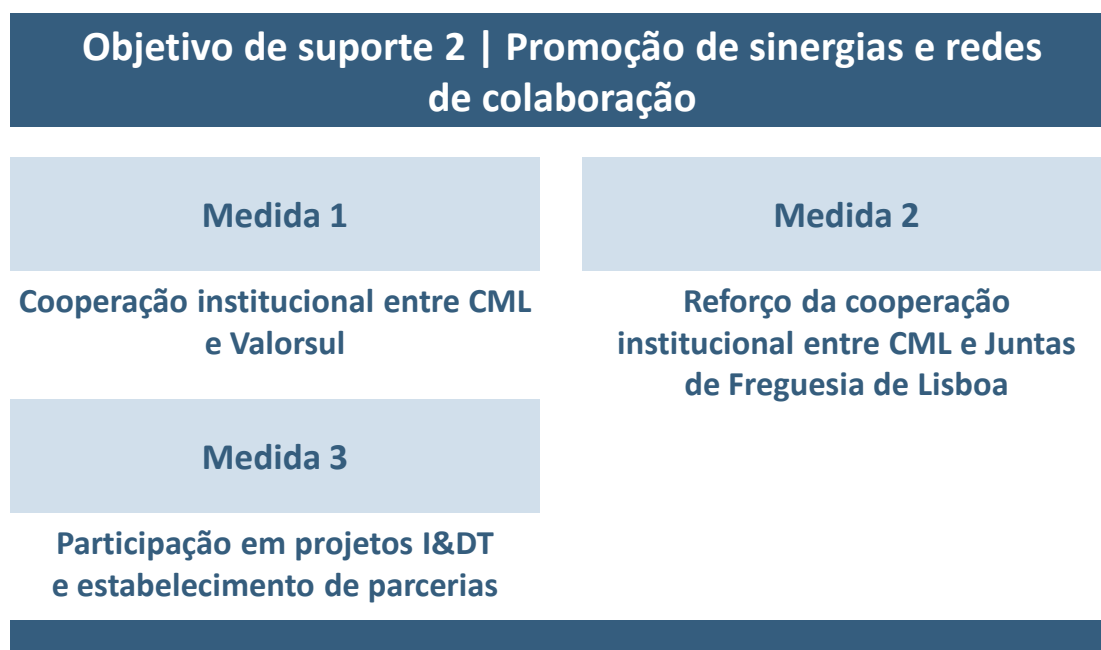 Objetivo de suporte 2 | Promoção de sinergias e redes
de colaboração
Medida 1
Cooperação institucional entre CML
e Valorsul
Medida 2
Reforço da cooperação
institucional entre CML e Juntas
de Freguesia de Lisboa
Medida 3
Participação em projetos I&DT
e estabelecimento de parcerias